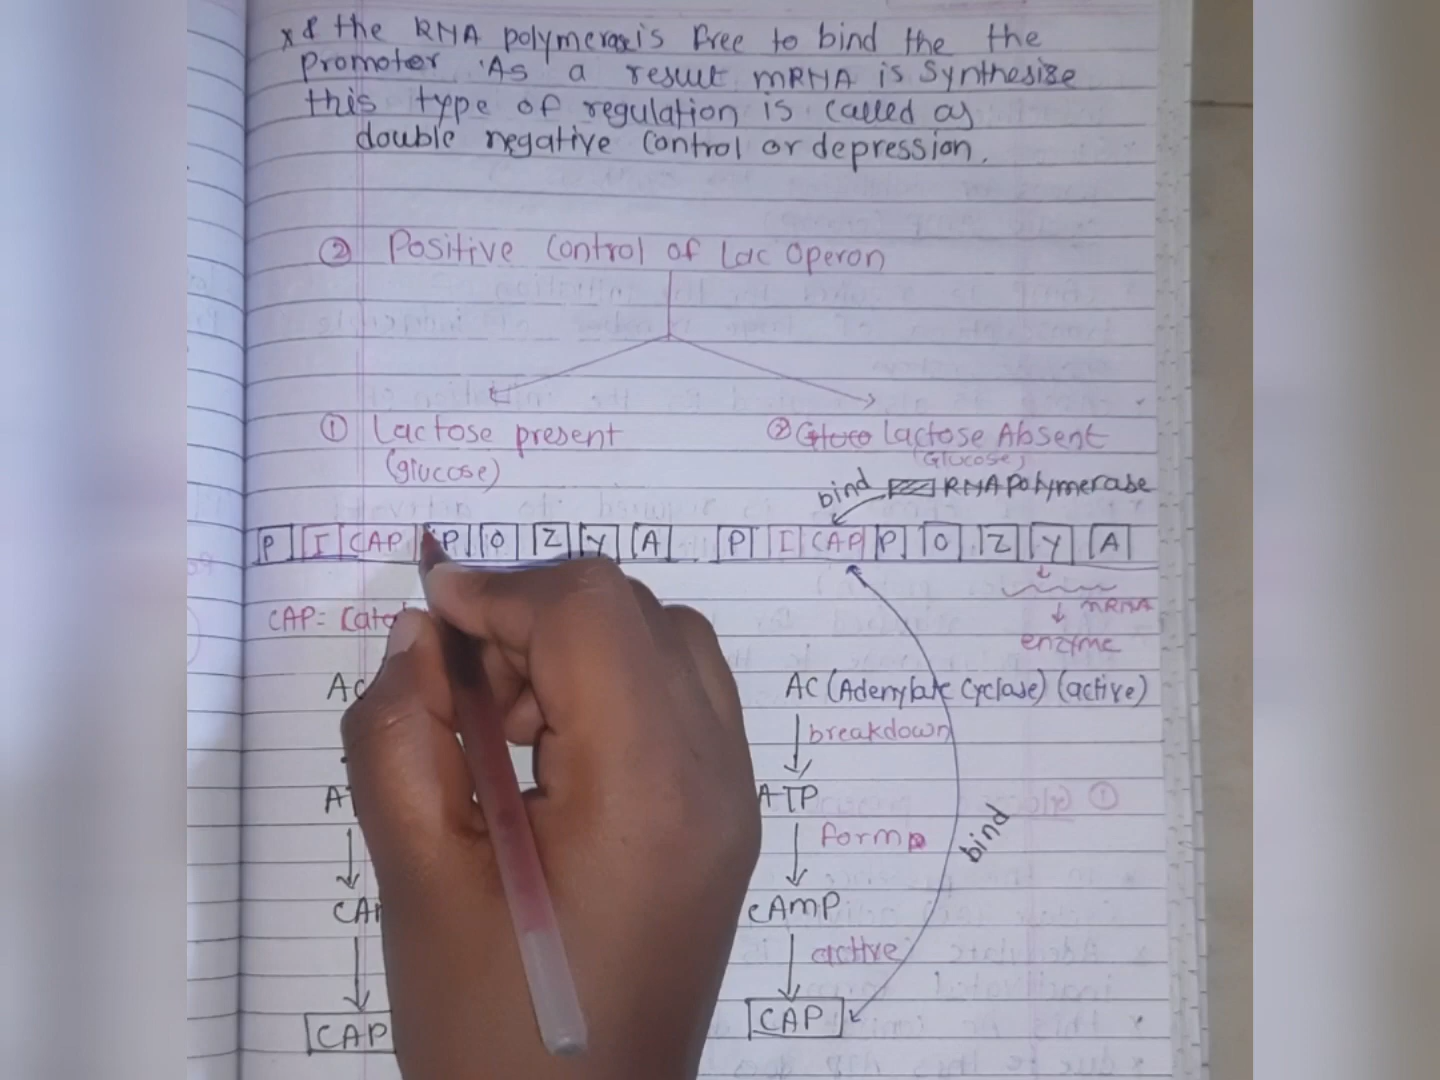 x & the RNA polymerase is free to bind the the
promoter. As a result mRNA is synthesize
this type of regulation is called as
double negative control or depression.
② Positive control of Lac Operon
① Lactose present
(glucose)
② Gluco Lactose Absent
(Glucose)
bind RNA polymerase
P I CAP P O Z Y A
P I CAP P O Z Y A
mRNA
enzyme
CAP = Cata
AC
AC (Adenylate Cyclase) (active)
breakdown
AT
ATP
form
bind
CA
cAMP
active
CAP
CAP